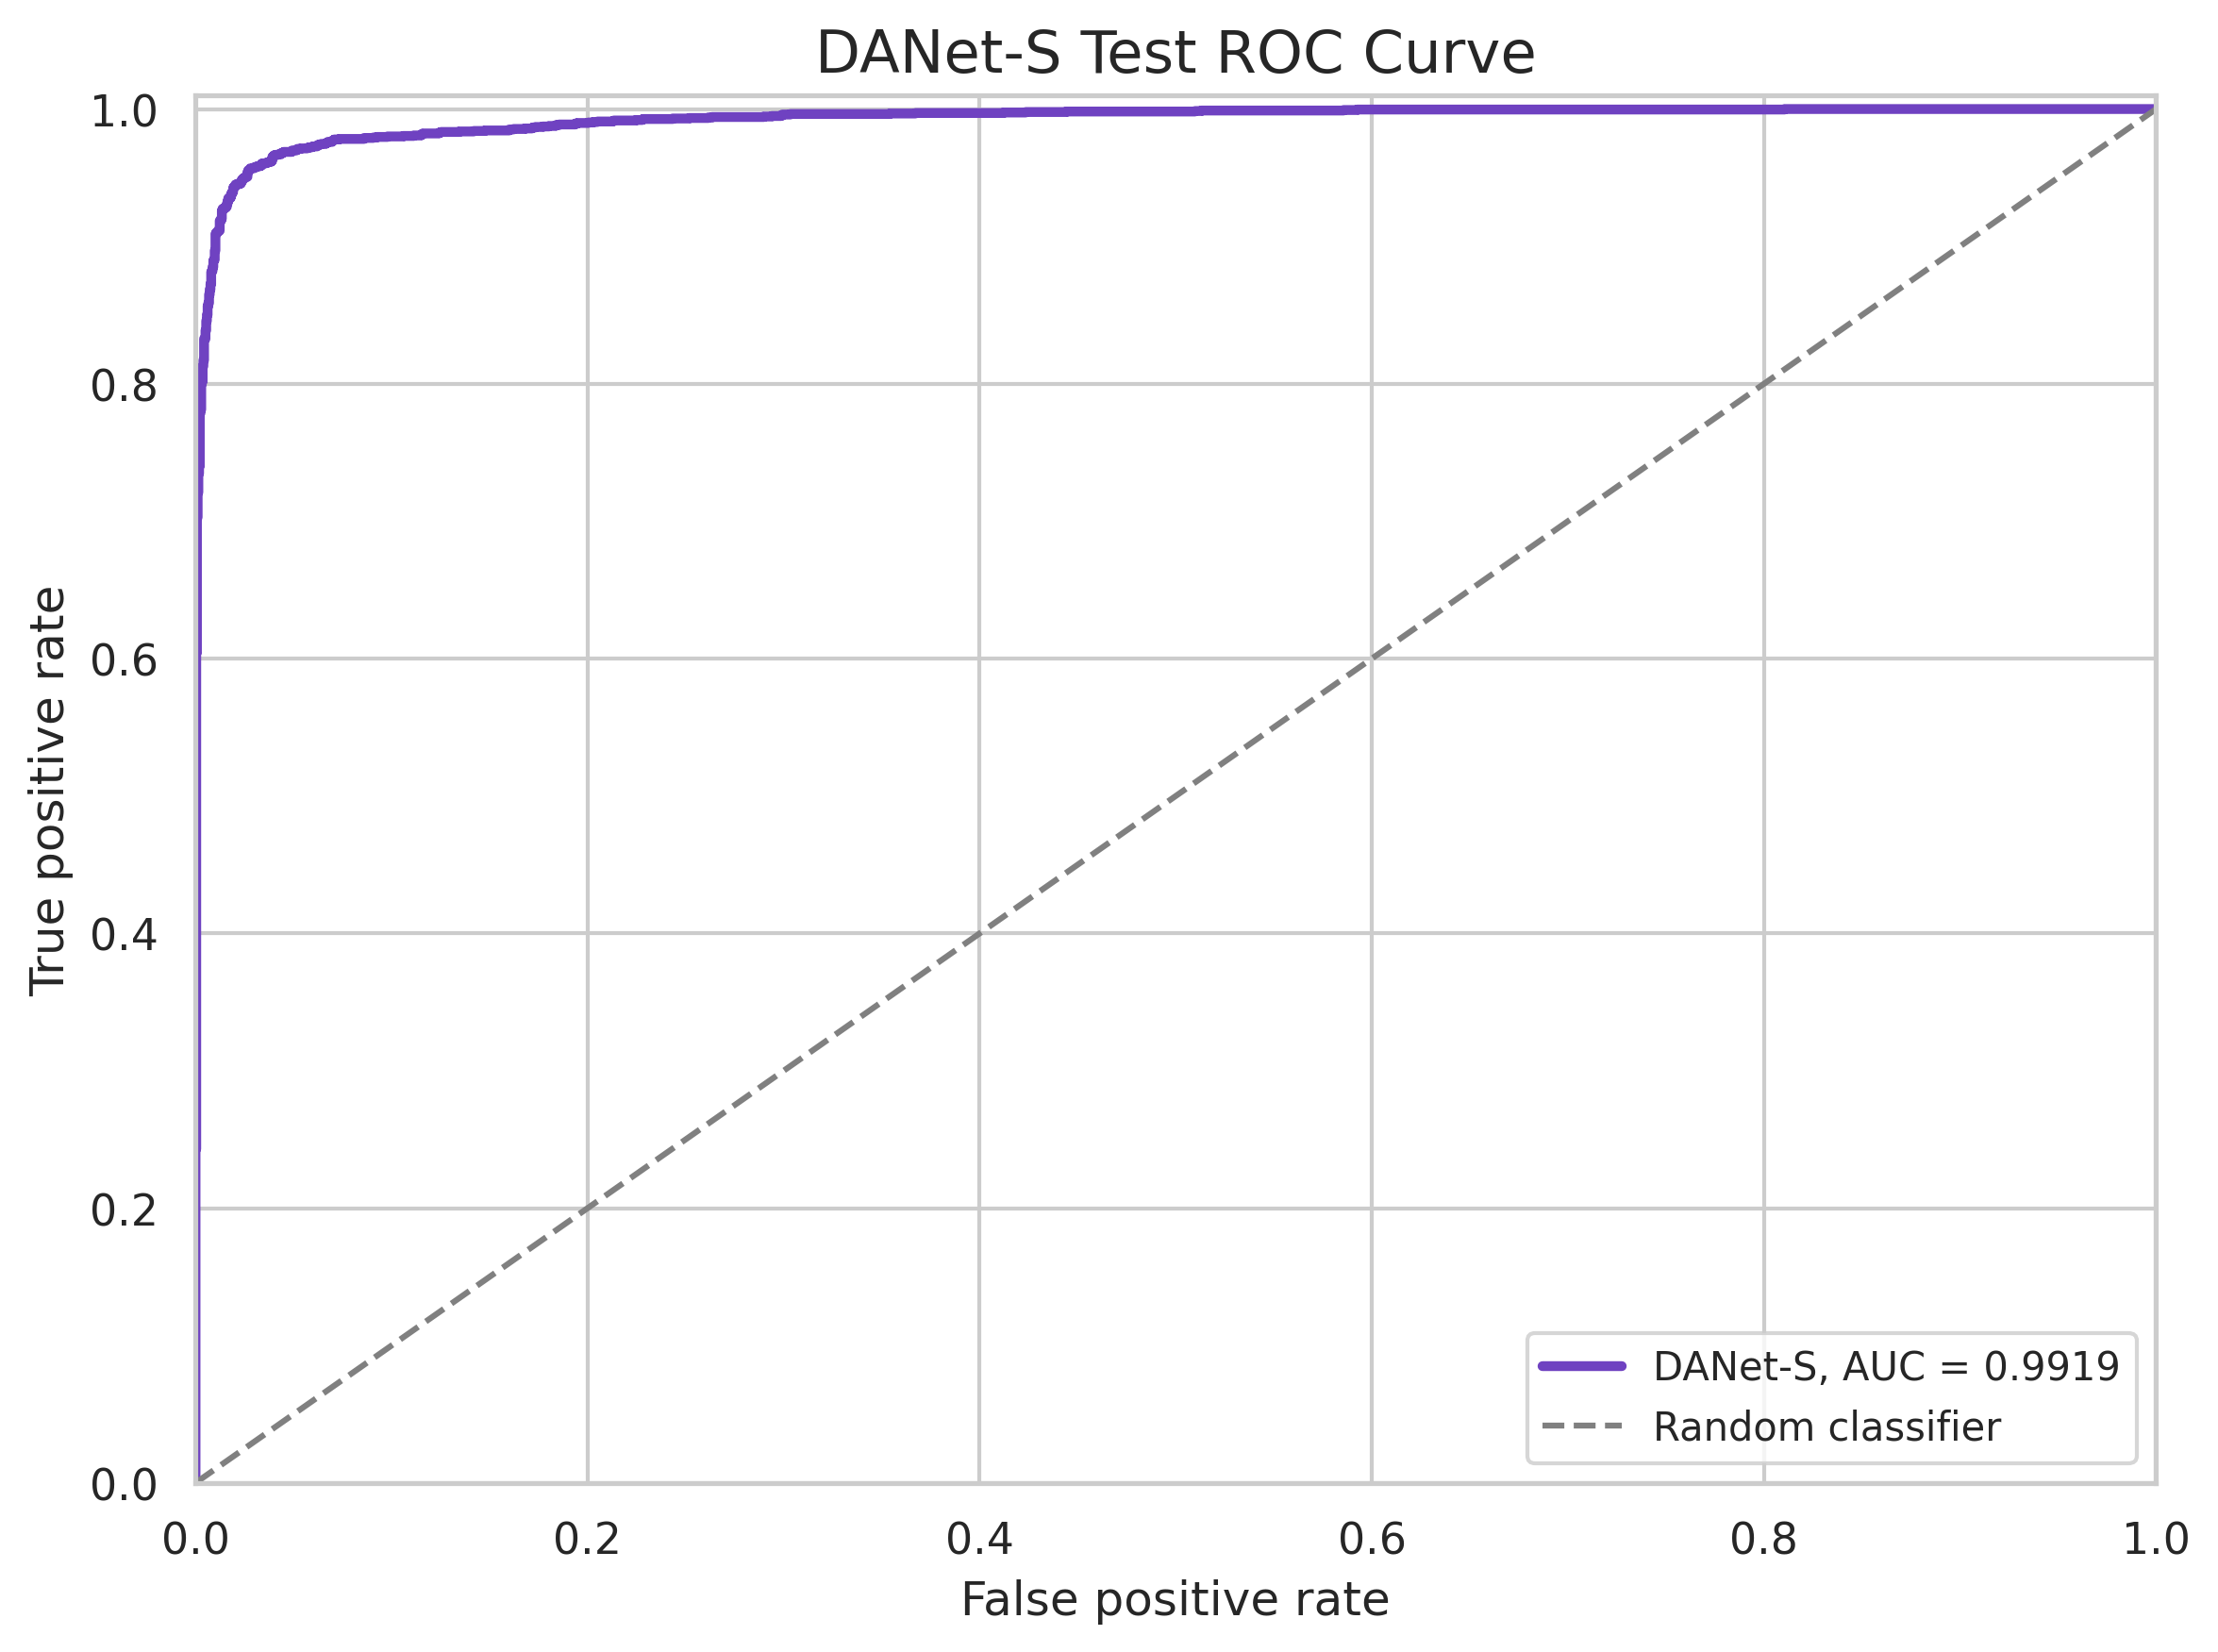 DANet-S Test ROC Curve
1.0
0.8
0.6
0.4
0.2
0.0
True positive rate
0.0 0.2 0.4 0.6 0.8 1.0
False positive rate
DANet-S, AUC = 0.9919
Random classifier